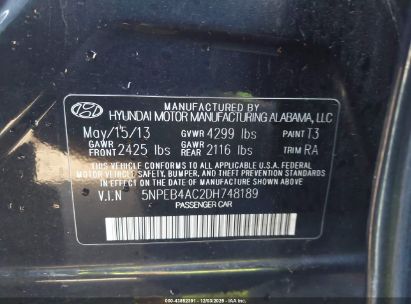 MANUFACTURED BY
HYUNDAI MOTOR MANUFACTURING ALABAMA, LLC
May/15/13 GVWR 4299 lbs PAINT T3
GAWR FRONT 2425 lbs GAWR REAR 2116 lbs TRIM RA
THIS VEHICLE CONFORMS TO ALL APPLICABLE U.S. FEDERAL MOTOR
VEHICLE SAFETY, BUMPER, AND THEFT PREVENTION STANDARDS IN
EFFECT ON THE DATE OF MANUFACTURE SHOWN ABOVE.
V.I.N 5NPEB4AC2DH748189
PASSENGER CAR